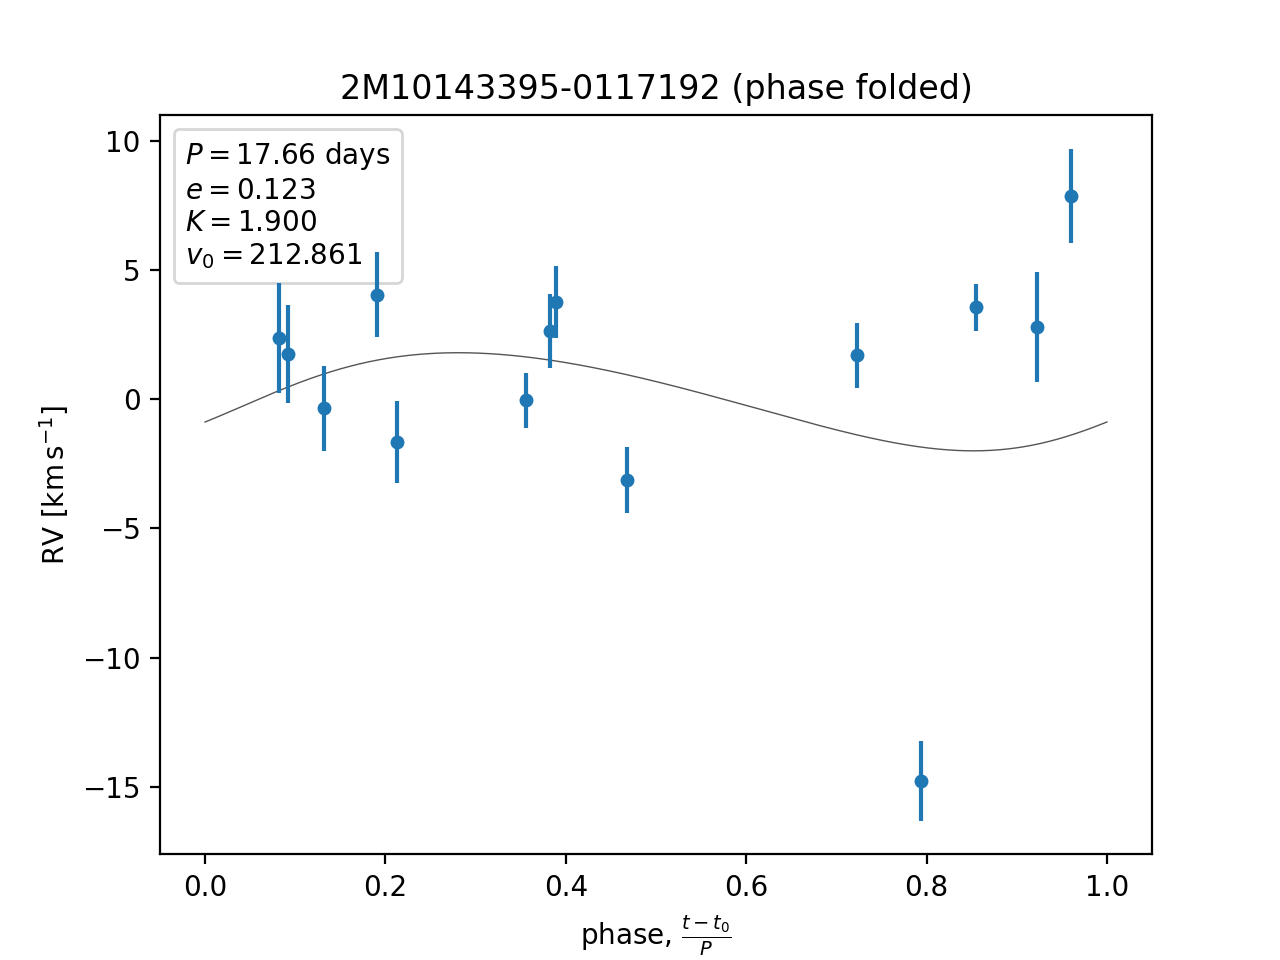 2M10143395-0117192 (phase folded)
P = 17.66 days
e = 0.123
K = 1.900
v₀ = 212.861
10
5
0
−5
−10
−15
RV [km s⁻¹]
0.0 0.2 0.4 0.6 0.8 1.0
phase, (t − t₀)/P